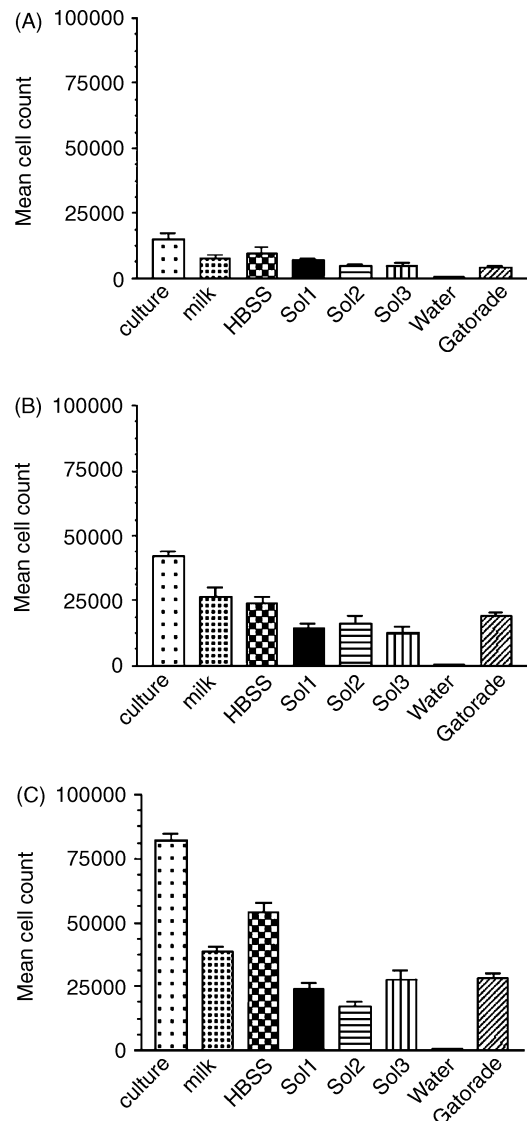 (A)
100000
75000
50000
25000
0
Mean cell count
culture
milk
HBSS
Sol1
Sol2
Sol3
Water
Gatorade
(B)
100000
75000
50000
25000
0
Mean cell count
culture
milk
HBSS
Sol1
Sol2
Sol3
Water
Gatorade
(C)
100000
75000
50000
25000
0
Mean cell count
culture
milk
HBSS
Sol1
Sol2
Sol3
Water
Gatorade